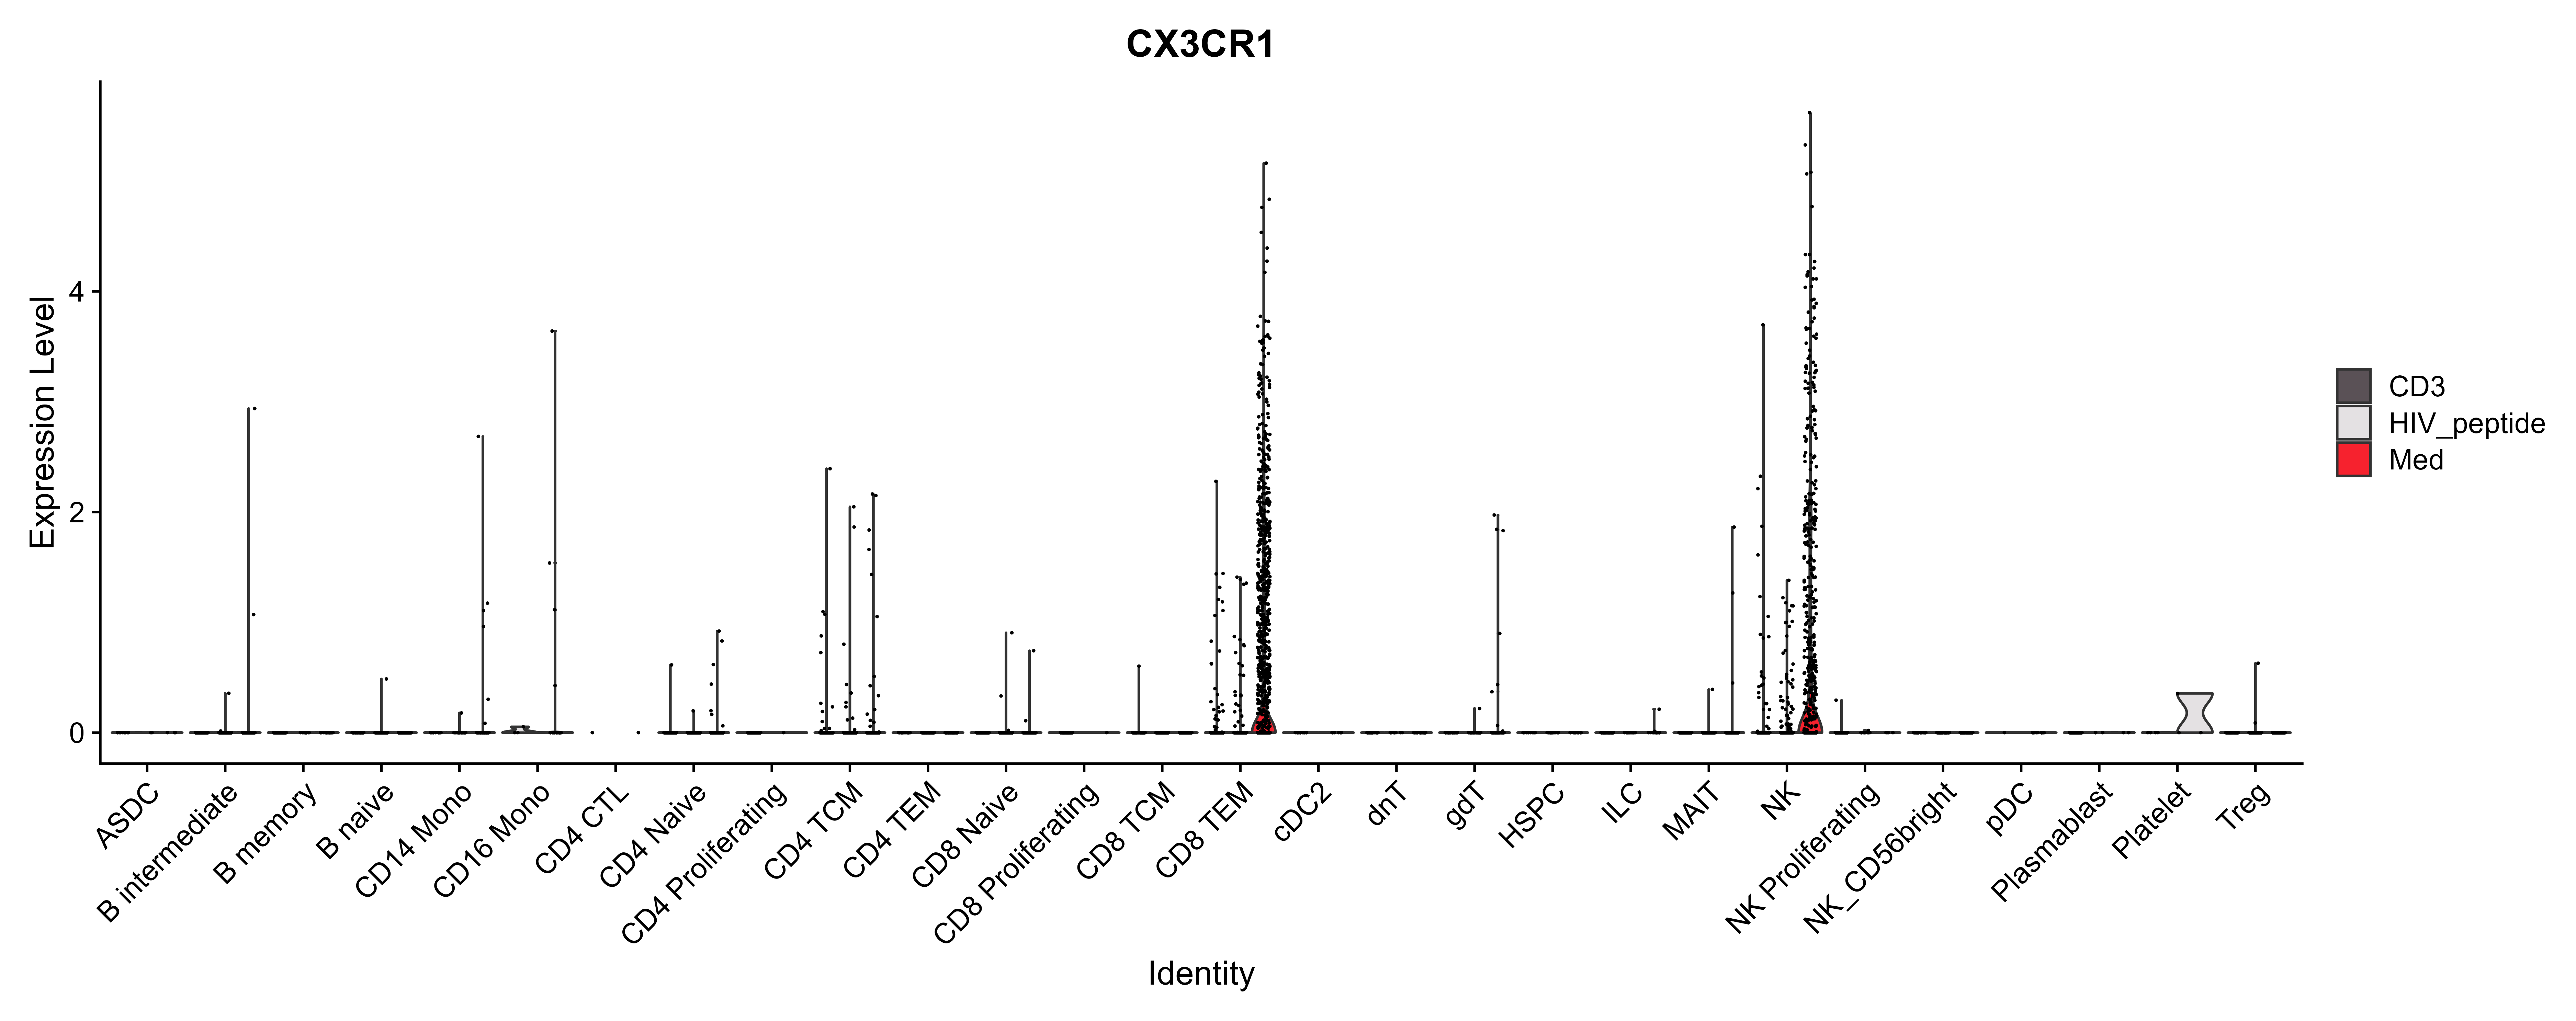 CX3CR1
Expression Level
4
2
0
ASDC
B intermediate
B memory
B naive
CD14 Mono
CD16 Mono
CD4 CTL
CD4 Naive
CD4 Proliferating
CD4 TCM
CD4 TEM
CD8 Naive
CD8 Proliferating
CD8 TCM
CD8 TEM
cDC2
dnT
gdT
HSPC
ILC
MAIT
NK
NK Proliferating
NK_CD56bright
pDC
Plasmablast
Platelet
Treg
Identity
CD3
HIV_peptide
Med